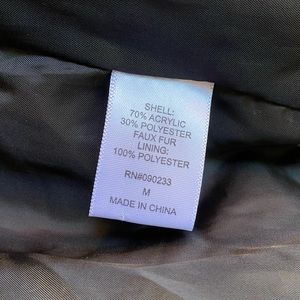 SHELL:
70% ACRYLIC
30% POLYESTER
FAUX FUR
LINING:
100% POLYESTER
RN#090233
M
MADE IN CHINA